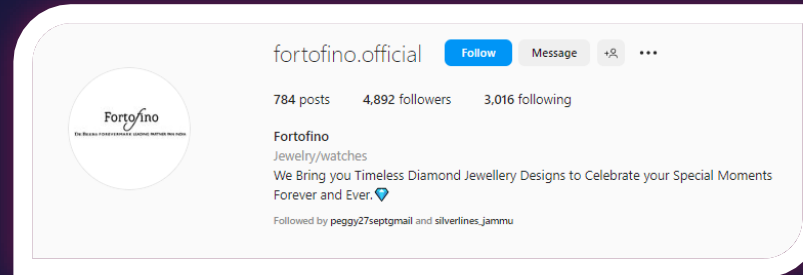 fortofino.official Follow Message
784 posts 4,892 followers 3,016 following
Fortofino
Fortofino
Jewelry/watches
We Bring you Timeless Diamond Jewellery Designs to Celebrate your Special Moments
Forever and Ever.💎
Followed by peggy27septgmail and silverlines_jammu